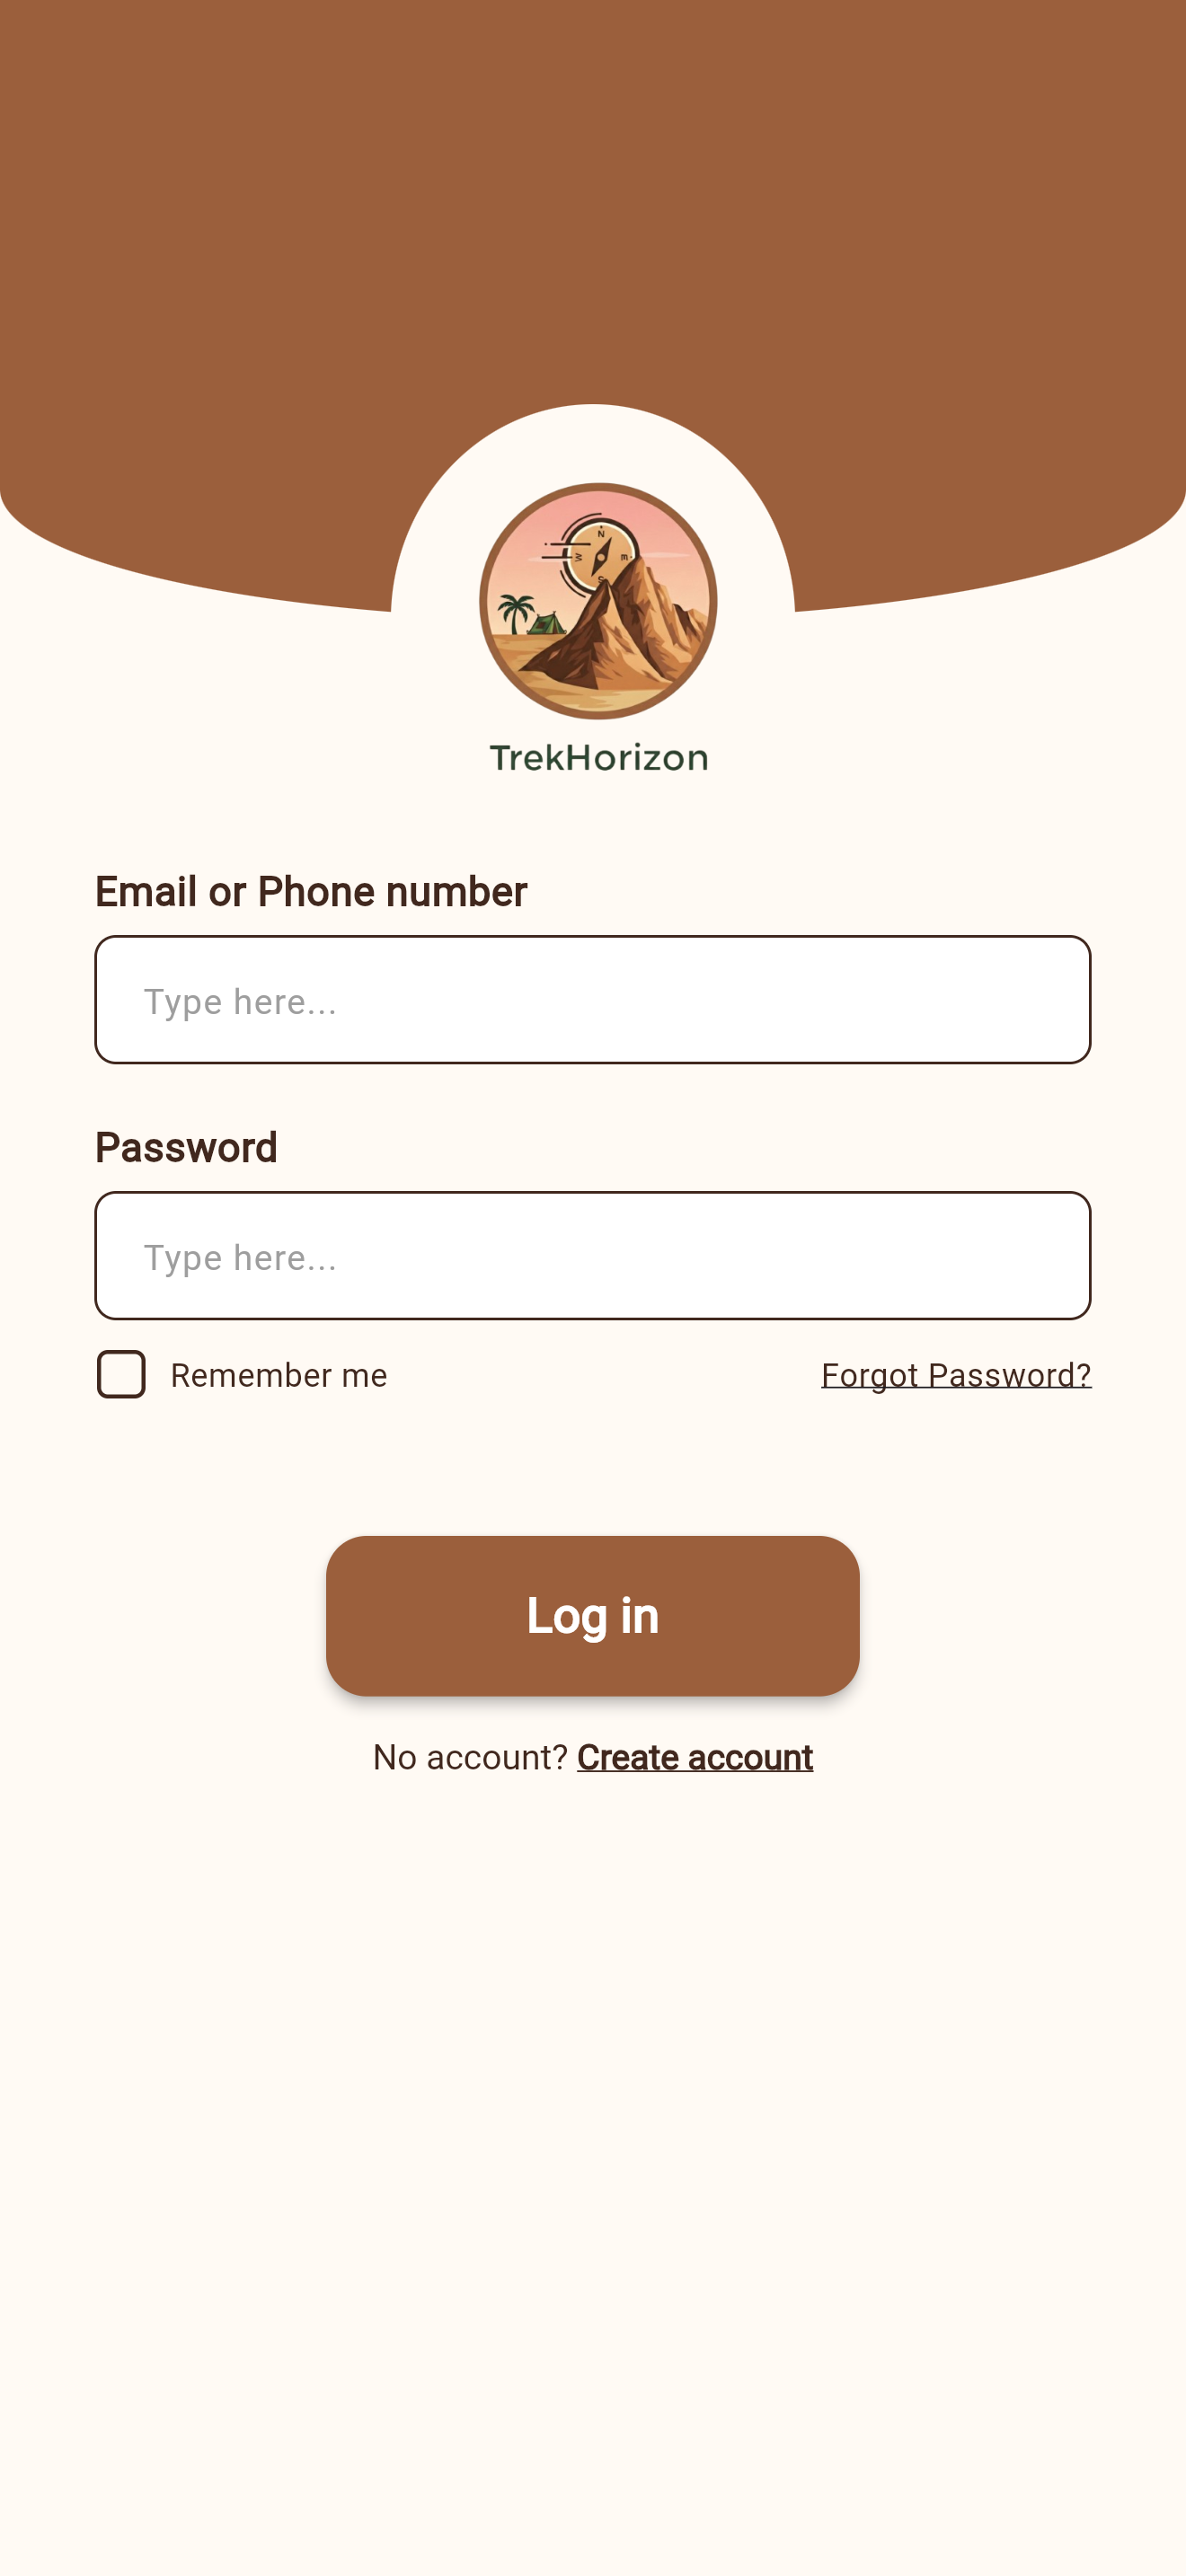 N
W
E
S
TrekHorizon
Email or Phone number
Type here...
Password
Type here...
Remember me
Forgot Password?
Log in
No account? Create account